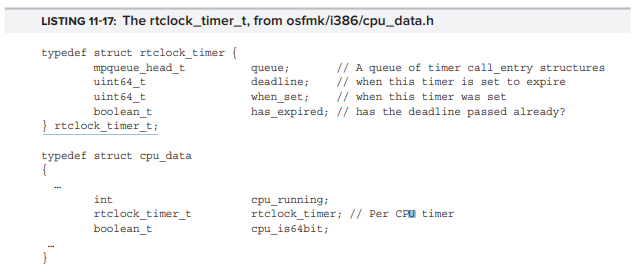 LISTING 11-17: The rtclock_timer_t, from osfmk/i386/cpu_data.h
typedef struct rtclock_timer {
mpqueue_head_t queue; // A queue of timer call_entry structures
uint64_t deadline; // when this timer is set to expire
uint64_t when_set; // when this timer was set
boolean_t has_expired; // has the deadline passed already?
} rtclock_timer_t;
typedef struct cpu_data
{
…
int cpu_running;
rtclock_timer_t rtclock_timer; // Per CPU timer
boolean_t cpu_is64bit;
…
}